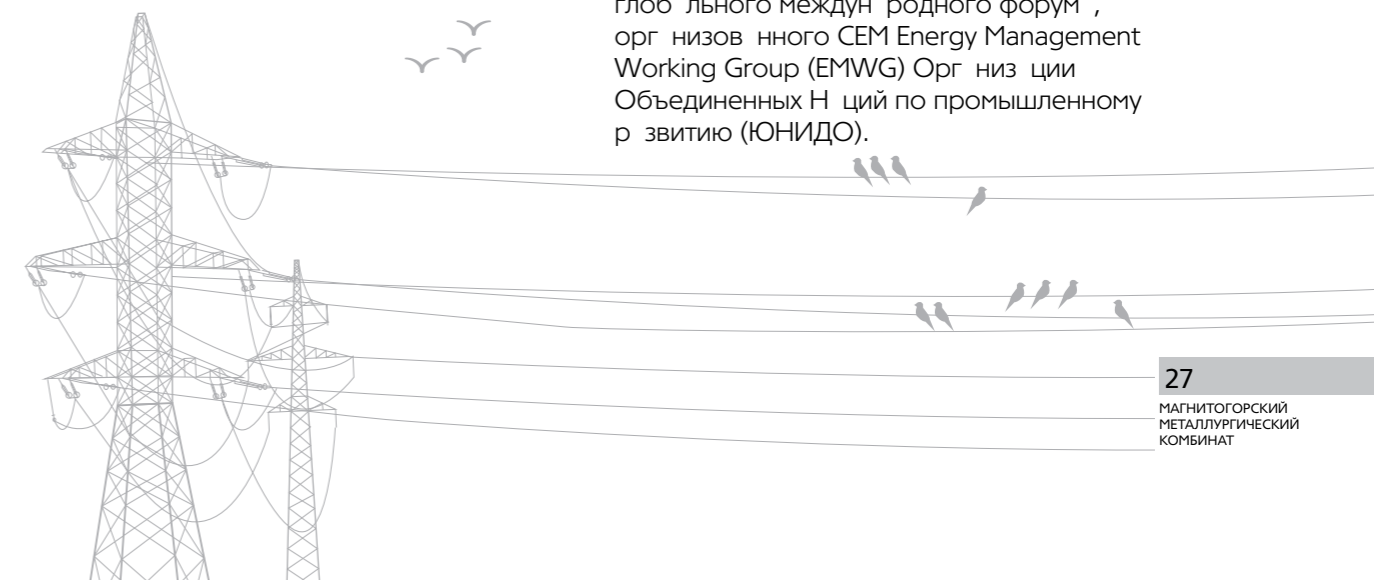 глоб льного междун родного форум ,
орг низов нного CEM Energy Management
Working Group (EMWG) Орг низ ции
Объединенных Н ций по промышленному
р звитию (ЮНИДО).
27
МАГНИТОГОРСКИЙ
МЕТАЛЛУРГИЧЕСКИЙ
КОМБИНАТ